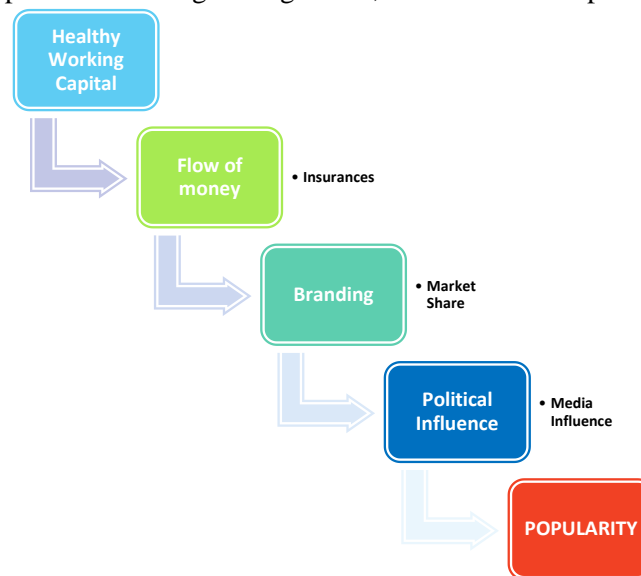 Healthy
Working
Capital
Flow of
money
• Insurances
Branding
• Market
Share
Political
Influence
• Media
Influence
POPULARITY